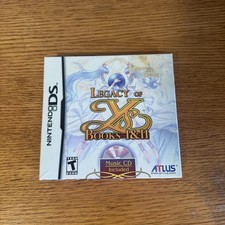 NINTENDO DS
LEGACY OF
Ys
BOOKS I&II
Music CD
Included
T
ATLUS